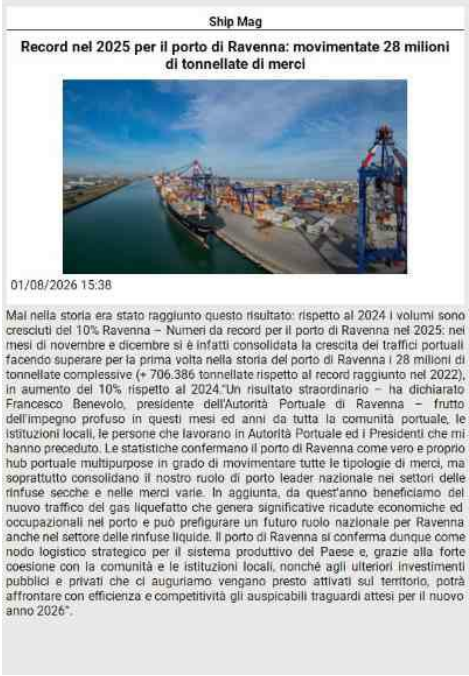 Ship Mag
Record nel 2025 per il porto di Ravenna: movimentate 28 milioni
di tonnellate di merci
01/08/2026 15:38
Mai nella storia era stato raggiunto questo risultato: rispetto al 2024 i volumi sono
cresciuti del 10% Ravenna – Numeri da record per il porto di Ravenna nel 2025: nei
mesi di novembre e dicembre si è infatti consolidata la crescita dei traffici portuali
facendo superare per la prima volta nella storia del porto di Ravenna i 28 milioni di
tonnellate complessive (+ 706.386 tonnellate rispetto al record raggiunto nel 2022),
in aumento del 10% rispetto al 2024."Un risultato straordinario – ha dichiarato
Francesco Benevolo, presidente dell'Autorità Portuale di Ravenna – frutto
dell'impegno profuso in questi mesi ed anni da tutta la comunità portuale, le
istituzioni locali, le persone che lavorano in Autorità Portuale ed i Presidenti che mi
hanno preceduto. Le statistiche confermano il porto di Ravenna come vero e proprio
hub portuale multipurpose in grado di movimentare tutte le tipologie di merci, ma
soprattutto consolidano il nostro ruolo di porto leader nazionale nei settori delle
rinfuse secche e nelle merci varie. In aggiunta, da quest'anno beneficiamo del
nuovo traffico del gas liquefatto che genera significative ricadute economiche ed
occupazionali nel porto e può prefigurare un futuro ruolo nazionale per Ravenna
anche nel settore delle rinfuse liquide. Il porto di Ravenna si conferma dunque come
nodo logistico strategico per il sistema produttivo del Paese e, grazie alla forte
coesione con la comunità e le istituzioni locali, nonché agli ulteriori investimenti
pubblici e privati che ci auguriamo vengano presto attivati sul territorio, potrà
affrontare con efficienza e competitività gli auspicabili traguardi attesi per il nuovo
anno 2026".